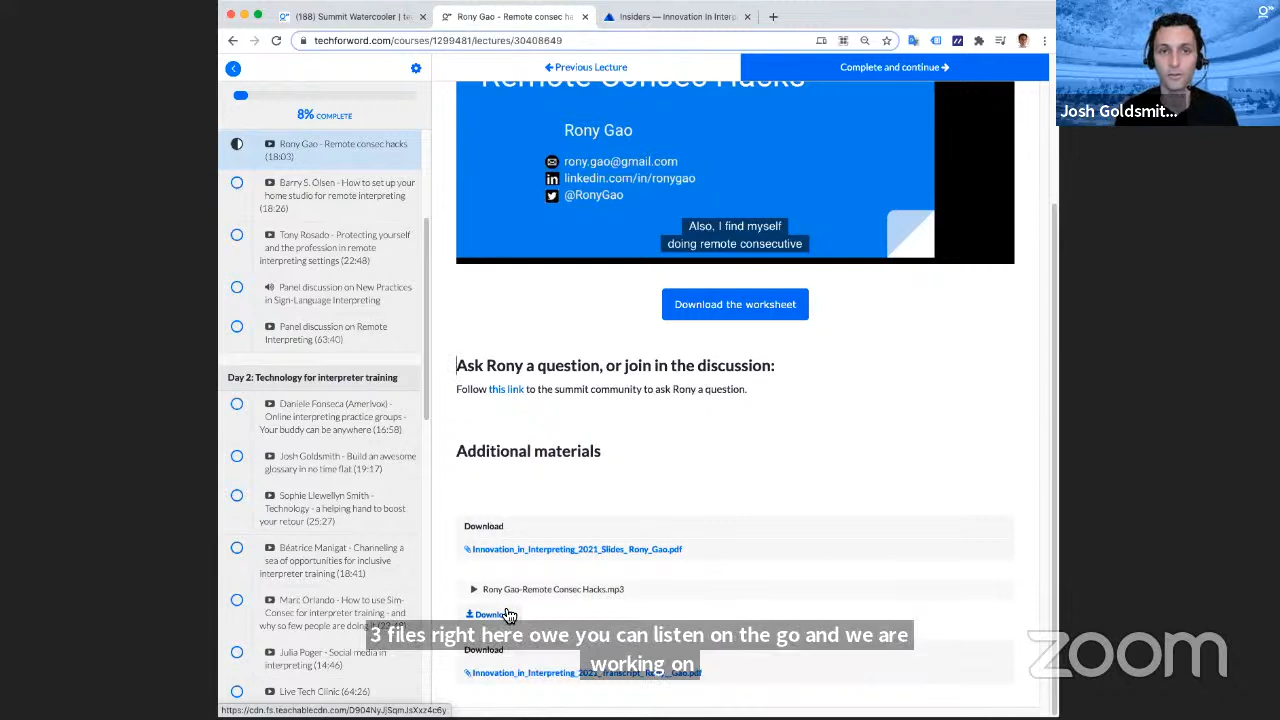 (188) Summit Watercooler | te
Rony Gao - Remote consec ha
Insiders — Innovation in Interp
techforword.com/courses/1299481/lectures/30408649
Previous Lecture
Complete and continue
8% COMPLETE
Rony Gao - Remote consec hacks
(18:03)
Barry S. Olsen - How to set up your
home studio for remote interpreting
(18:26)
Tony Rosado - Protecting yourself
and the profession in remote
interpreting settings (22:48)
Panel discussion on New Practices
in Sign-Language Interpreting
Panel discussion on Remote
Interpreting (63:40)
Day 2: Technology for interpreter training
Daniele Fonseca (Amerivox) -
Online interpreting practice groups -
Your buddy can be anywhere (16:58)
Josh Goldsmith - Build an awesome
glossary in no time flat (19:17)
Sophie Llewellyn Smith -
Technology - a helping hand to boost
your retour (25:27)
Béatrice Manigat - Channeling a
sea of opportunities for inclusive
interpreter training (18:41)
Marc Orlando - How to use Sim-
Consec for interpreter training - and
why so few people are doing it
Julia Poger - Social media in
interpreting (14:46)
Live Tech Clinic (64:26)
https://cdn.fs.teachablecdn.com/D904NyJjSqmJsXxz4c6y
Remote Consec Hacks
Rony Gao
rony.gao@gmail.com
linkedin.com/in/ronygao
@RonyGao
Also, I find myself
doing remote consecutive
Download the worksheet
Ask Rony a question, or join in the discussion:
Follow this link to the summit community to ask Rony a question.
Additional materials
Download
Innovation_in_Interpreting_2021_Slides_Rony_Gao.pdf
Rony Gao-Remote Consec Hacks.mp3
Download
3 files right here owe you can listen on the go and we are
Download
working on
Innovation_in_Interpreting_2021_Transcript_Rony_Gao.pdf
Josh Goldsmit...
zoom